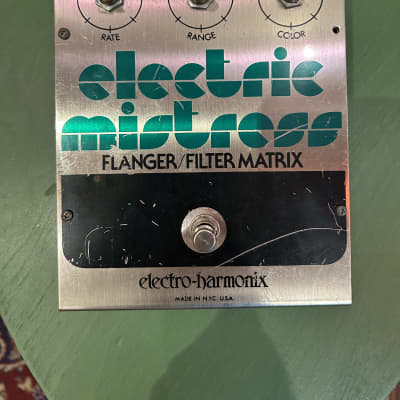 RATE RANGE COLOR
electric
mistress
FLANGER/FILTER MATRIX
electro-harmonix
MADE IN N.Y.C. U.S.A.